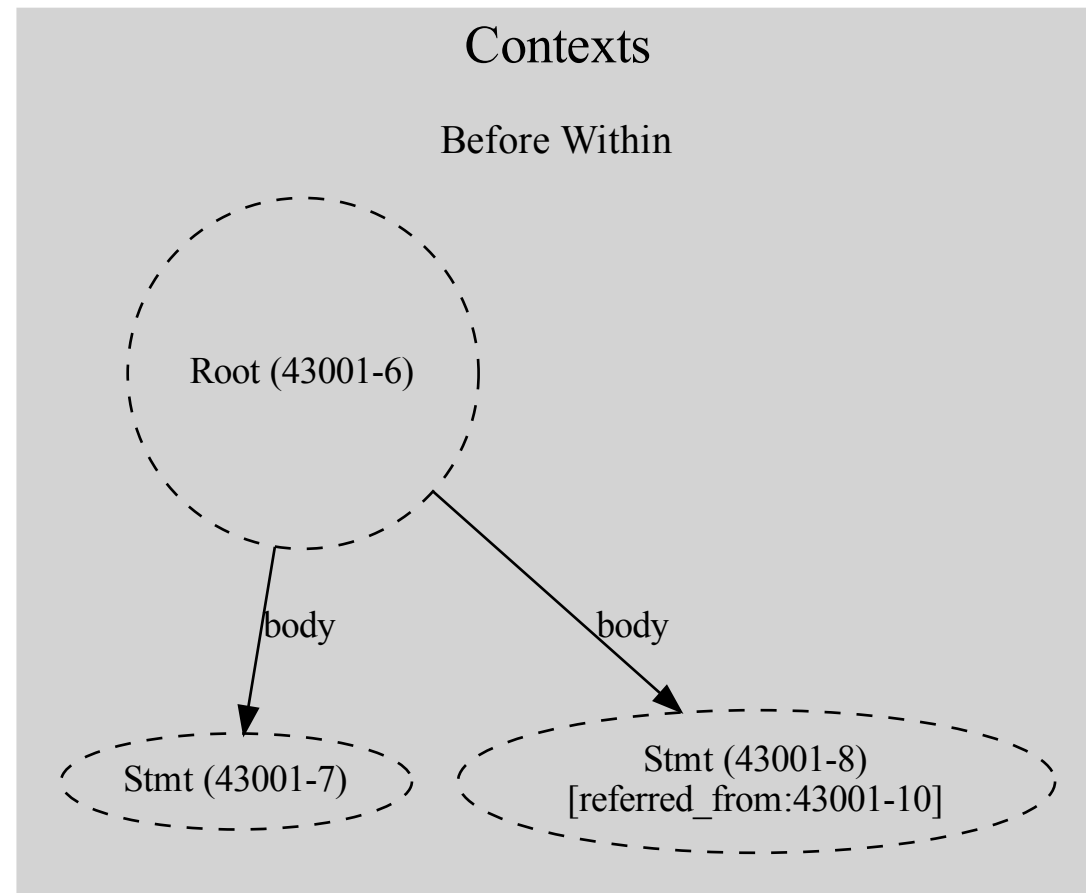 Contexts
Before Within
Root (43001-6)
body
body
Stmt (43001-7)
Stmt (43001-8)
[referred_from:43001-10]